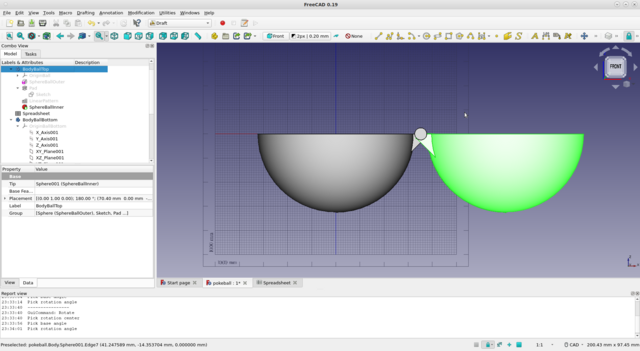 FreeCAD 0.19
File Edit View Tools Macro Drafting Annotation Modification Utilities Windows Help
Draft
Front 2px | 0.20 mm None
Combo View
Model Tasks
Labels & Attributes Description
BodyBallTop
SphereBallOuter
Pad
Sketch
SphereBallInner
Spreadsheet
BodyBallBottom
X_Axis001
Y_Axis001
Z_Axis001
XY_Plane001
XZ_Plane001
Property Value
Base
Tip Sphere001 (SphereBallInner)
Base Fea...
Placement [(0.00 1.00 0.00); 180.00 °; (70.40 mm 0.00 mm ...
Label BodyBallTop
Group [Sphere (SphereBallOuter), Sketch, Pad ...]
FRONT
View Data
Start page pokeball : 1* Spreadsheet
Report view
23:33:14 Pick rotation angle
23:33:40
23:33:40 GuiCommand: Rotate
23:33:40 Pick rotation center
23:33:54 Pick base angle
23:34:01 Pick rotation angle
Preselected: pokeball.Body.Sphere001.Edge7 (41.247589 mm, -14.353704 mm, 0.000000 mm)
1:1 CAD 200.43 mm x 97.45 mm